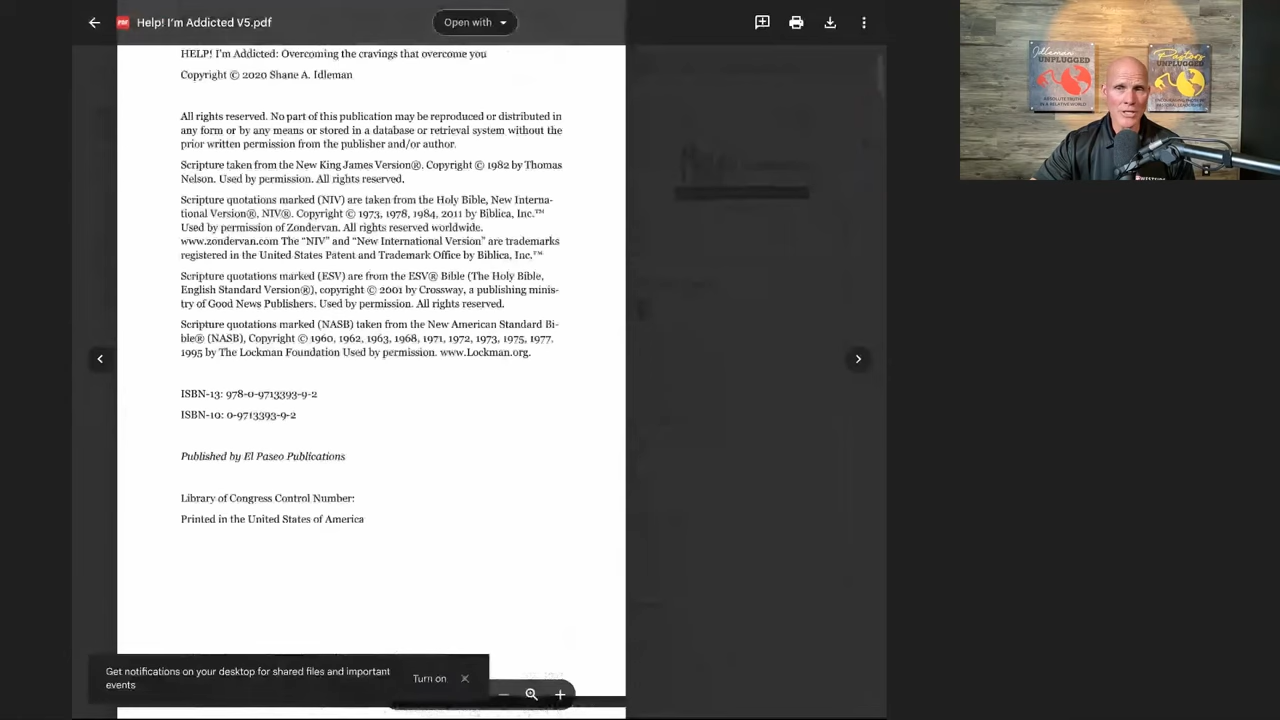 Help! I'm Addicted V5.pdf
Open with
HELP! I'm Addicted: Overcoming the cravings that overcome you
Copyright © 2020 Shane A. Idleman
All rights reserved. No part of this publication may be reproduced or distributed in
any form or by any means or stored in a database or retrieval system without the
prior written permission from the publisher and/or author.
Scripture taken from the New King James Version®. Copyright © 1982 by Thomas
Nelson. Used by permission. All rights reserved.
Scripture quotations marked (NIV) are taken from the Holy Bible, New Interna-
tional Version®, NIV®. Copyright © 1973, 1978, 1984, 2011 by Biblica, Inc.™
Used by permission of Zondervan. All rights reserved worldwide.
www.zondervan.com The “NIV” and “New International Version” are trademarks
registered in the United States Patent and Trademark Office by Biblica, Inc.™
Scripture quotations marked (ESV) are from the ESV® Bible (The Holy Bible,
English Standard Version®), copyright © 2001 by Crossway, a publishing minis-
try of Good News Publishers. Used by permission. All rights reserved.
Scripture quotations marked (NASB) taken from the New American Standard Bi-
ble® (NASB), Copyright © 1960, 1962, 1963, 1968, 1971, 1972, 1973, 1975, 1977,
1995 by The Lockman Foundation Used by permission. www.Lockman.org.
ISBN-13: 978-0-9713393-9-2
ISBN-10: 0-9713393-9-2
Published by El Paseo Publications
Library of Congress Control Number:
Printed in the United States of America
Get notifications on your desktop for shared files and important
events
Turn on
Idleman
UNPLUGGED
ABSOLUTE TRUTH
IN A RELATIVE WORLD
Pastors
UNPLUGGED